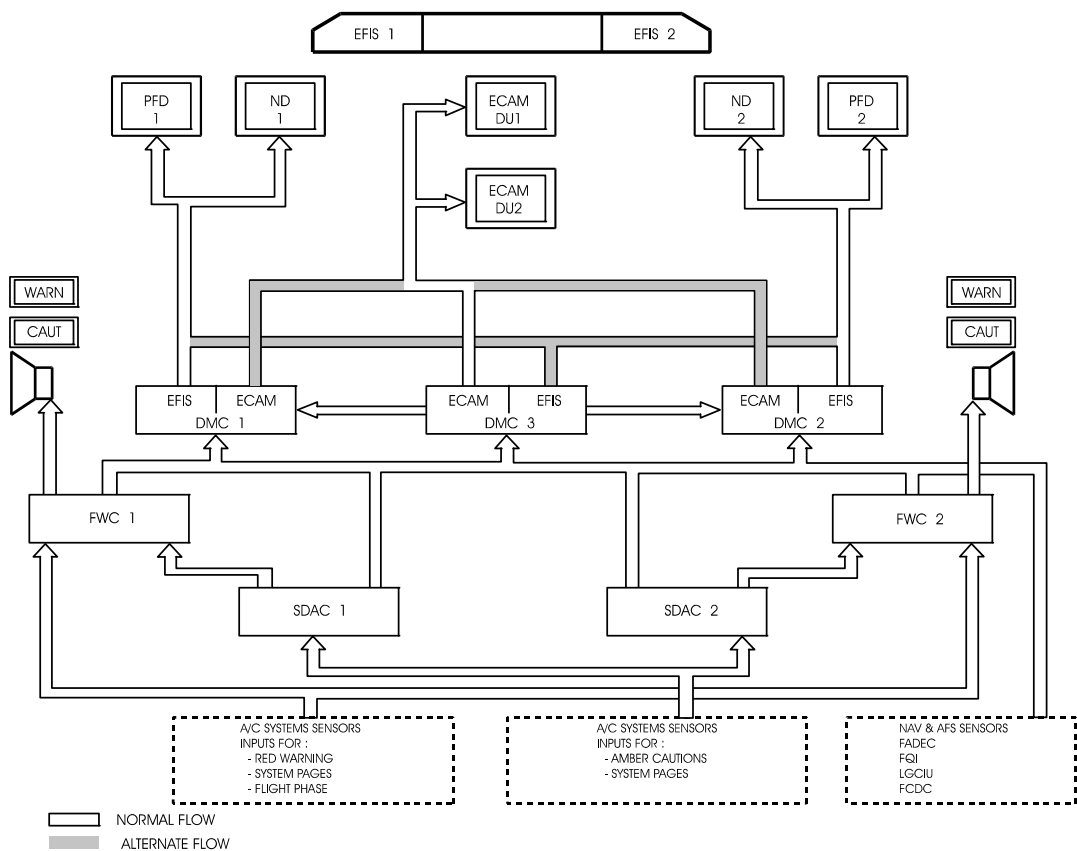 EFIS 1
EFIS 2
PFD
1
ND
1
ECAM
DU1
ND
2
PFD
2
ECAM
DU2
WARN
CAUT
WARN
CAUT
EFIS
ECAM
DMC 1
ECAM
EFIS
DMC 3
ECAM
EFIS
DMC 2
FWC 1
FWC 2
SDAC 1
SDAC 2
A/C SYSTEMS SENSORS
INPUTS FOR :
- RED WARNING
- SYSTEM PAGES
- FLIGHT PHASE
A/C SYSTEMS SENSORS
INPUTS FOR :
- AMBER CAUTIONS
- SYSTEM PAGES
NAV & AFS SENSORS
FADEC
FQI
LGCIU
FCDC
NORMAL FLOW
ALTERNATE FLOW